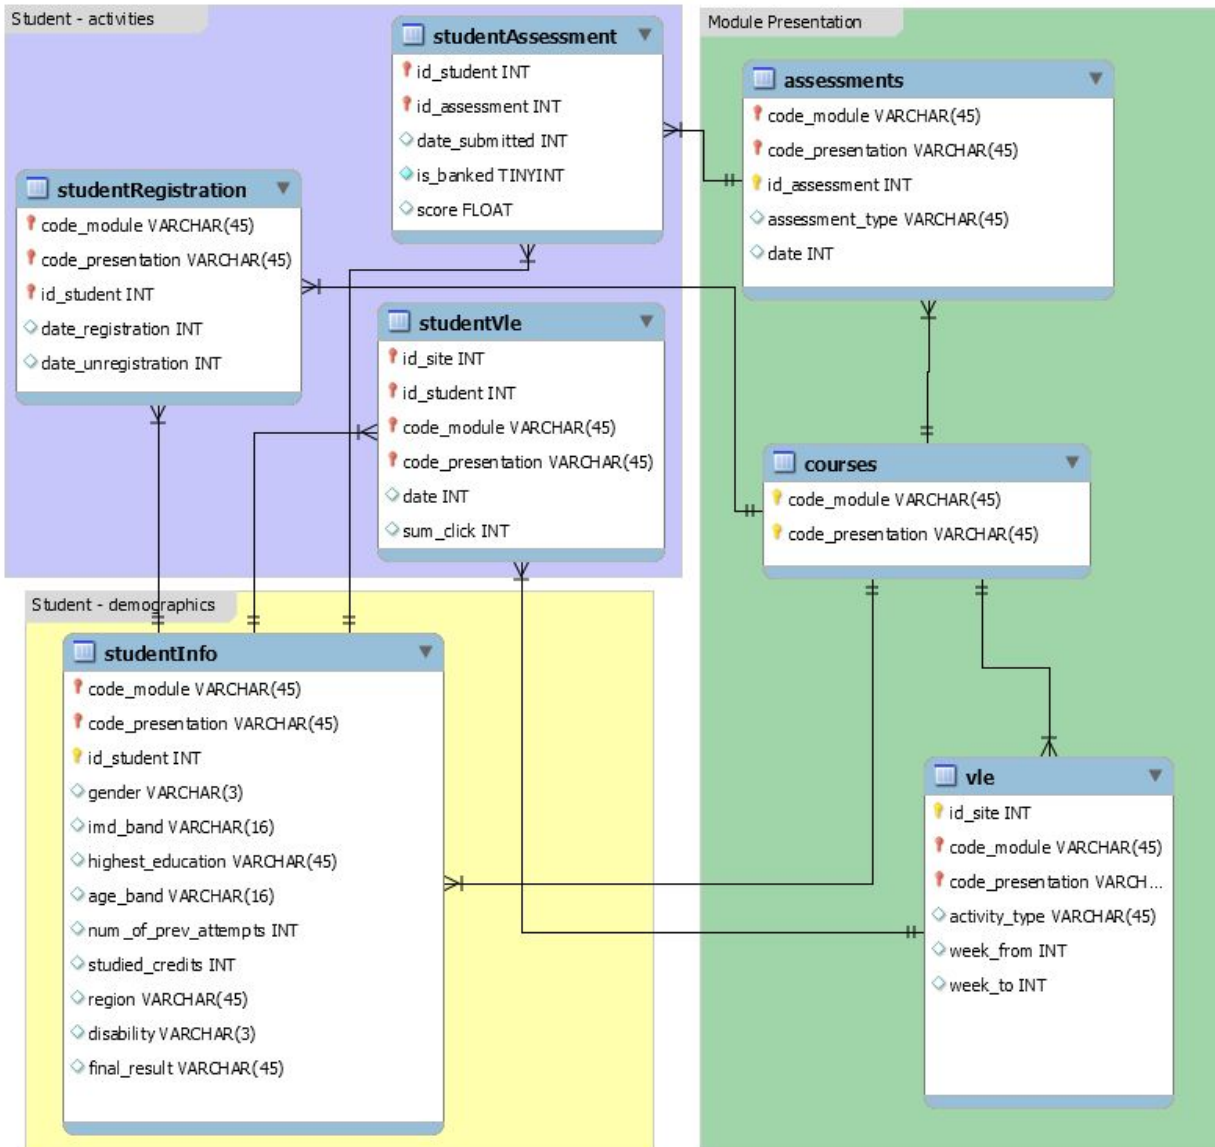 Student - activities
studentAssessment
id_student INT
id_assessment INT
date_submitted INT
is_banked TINYINT
score FLOAT
studentRegistration
code_module VARCHAR(45)
code_presentation VARCHAR(45)
id_student INT
date_registration INT
date_unregistration INT
studentVle
id_site INT
id_student INT
code_module VARCHAR(45)
code_presentation VARCHAR(45)
date INT
sum_click INT
Student - demographics
studentInfo
code_module VARCHAR(45)
code_presentation VARCHAR(45)
id_student INT
gender VARCHAR(3)
imd_band VARCHAR(16)
highest_education VARCHAR(45)
age_band VARCHAR(16)
num_of_prev_attempts INT
studied_credits INT
region VARCHAR(45)
disability VARCHAR(3)
final_result VARCHAR(45)
Module Presentation
assessments
code_module VARCHAR(45)
code_presentation VARCHAR(45)
id_assessment INT
assessment_type VARCHAR(45)
date INT
courses
code_module VARCHAR(45)
code_presentation VARCHAR(45)
vle
id_site INT
code_module VARCHAR(45)
code_presentation VARCH...
activity_type VARCHAR(45)
week_from INT
week_to INT